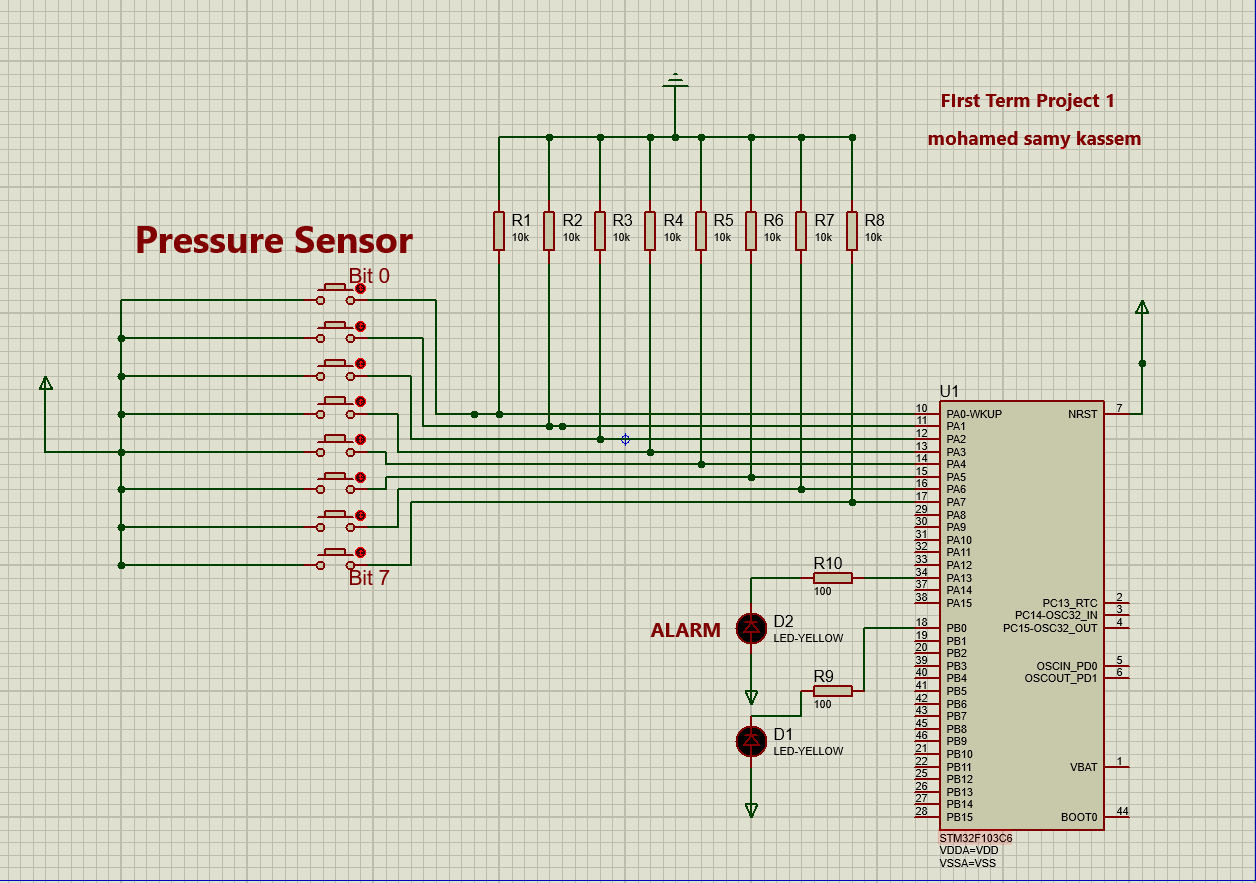 FIrst Term Project 1
mohamed samy kassem
R1
10k
R2
10k
R3
10k
R4
10k
R5
10k
R6
10k
R7
10k
R8
10k
Pressure Sensor
Bit 0
Bit 7
U1
10 PA0-WKUP
11 PA1
12 PA2
13 PA3
14 PA4
15 PA5
16 PA6
17 PA7
29 PA8
30 PA9
31 PA10
32 PA11
33 PA12
34 PA13
37 PA14
38 PA15
18 PB0
19 PB1
20 PB2
39 PB3
40 PB4
41 PB5
42 PB6
43 PB7
45 PB8
46 PB9
21 PB10
22 PB11
25 PB12
26 PB13
27 PB14
28 PB15
NRST 7
PC13_RTC 2
PC14-OSC32_IN 3
PC15-OSC32_OUT 4
OSCIN_PD0 5
OSCOUT_PD1 6
VBAT 1
BOOT0 44
R10
100
ALARM
D2
LED-YELLOW
R9
100
D1
LED-YELLOW
STM32F103C6
VDDA=VDD
VSSA=VSS